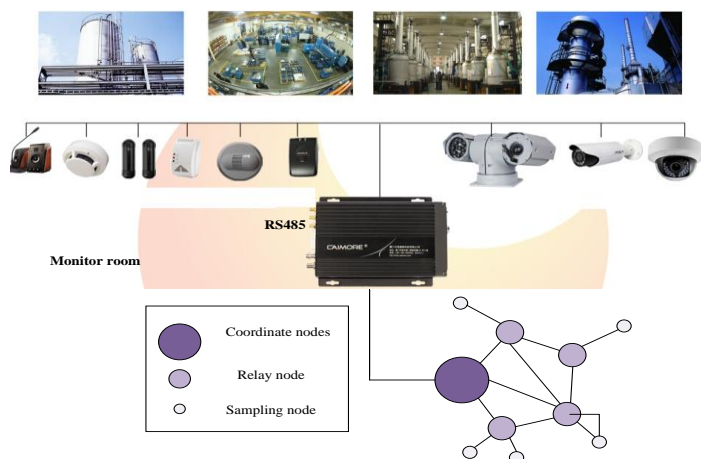 RS485
CAIMORE®
Monitor room
Coordinate nodes
Relay node
Sampling node